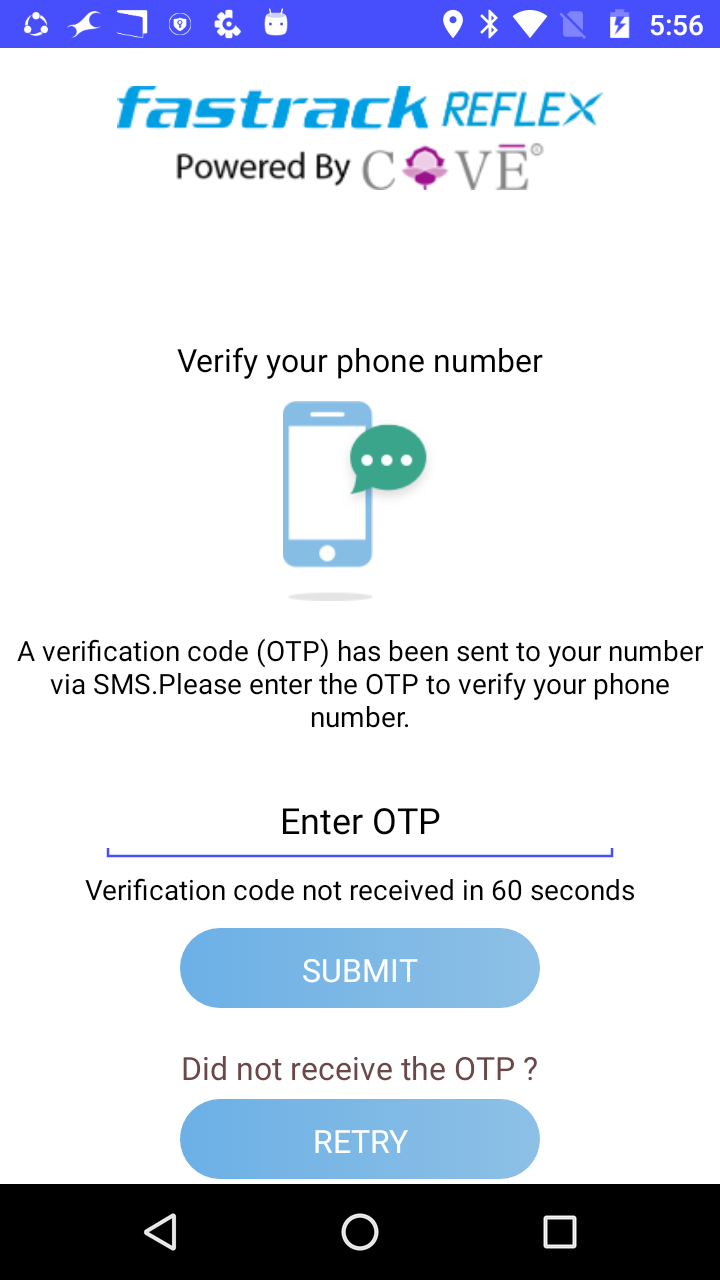 5:56
fastrack REFLEX
Powered By COVE®
Verify your phone number
A verification code (OTP) has been sent to your number
via SMS.Please enter the OTP to verify your phone
number.
Enter OTP
Verification code not received in 60 seconds
SUBMIT
Did not receive the OTP ?
RETRY